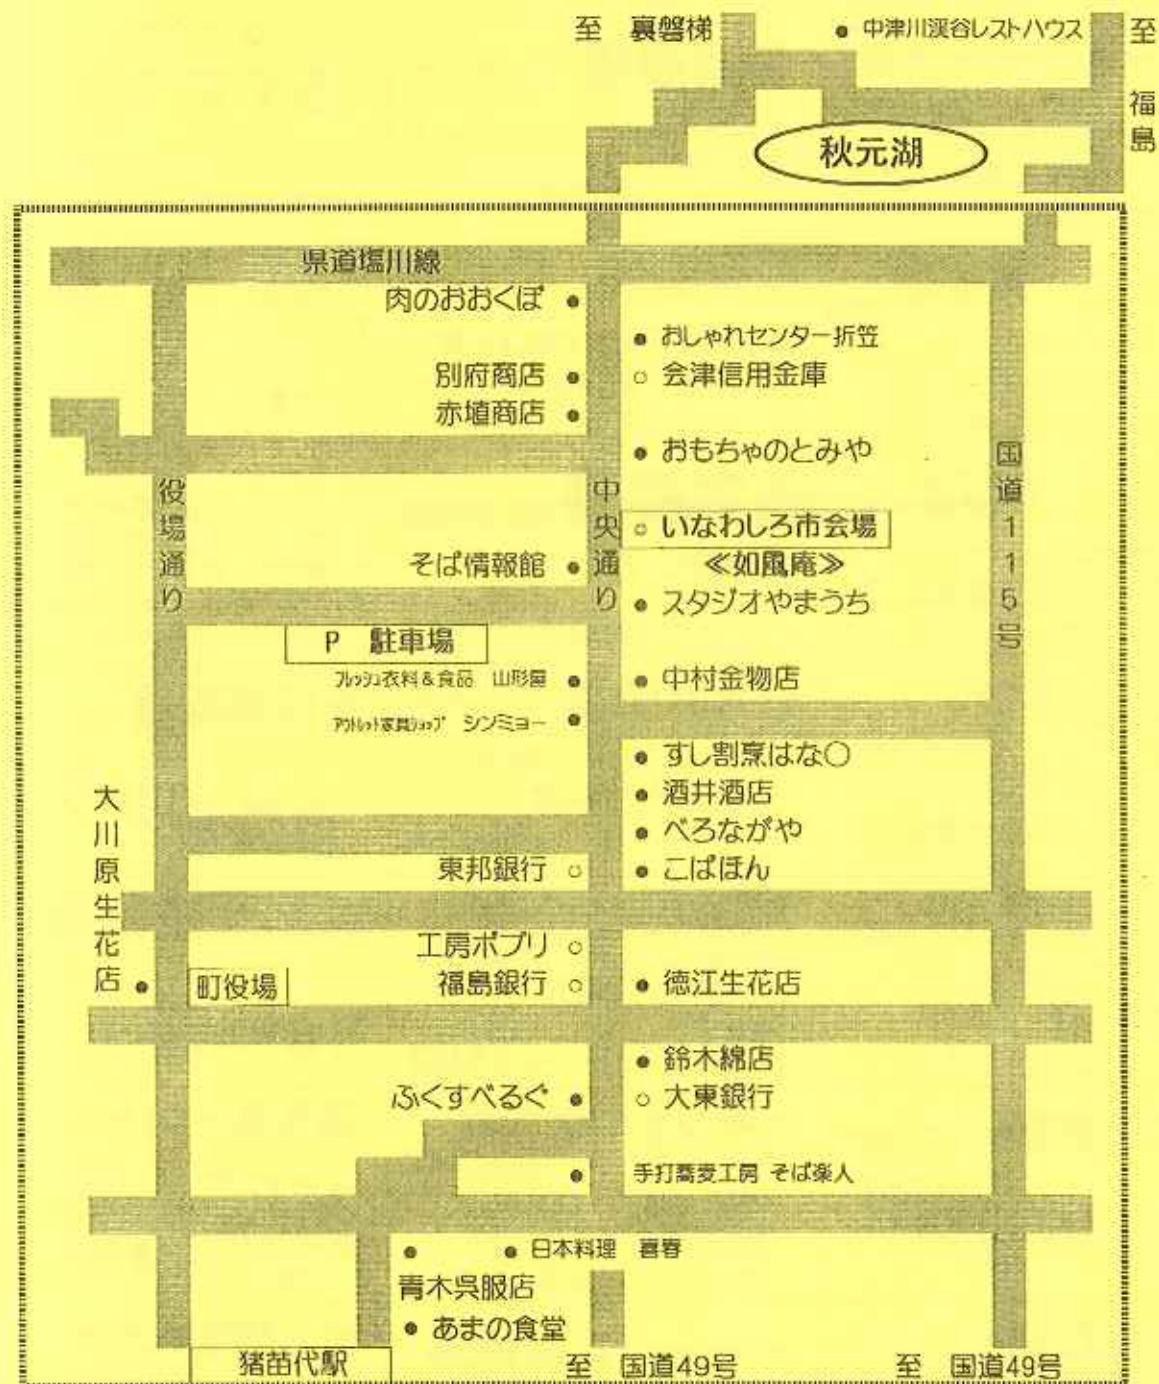 至　裏磐梯
● 中津川渓谷レストハウス
至　福島
秋元湖
県道塩川線
肉のおおくぼ ●
● おしゃれセンター折笠
別府商店 ●
○ 会津信用金庫
赤埴商店 ●
● おもちゃのとみや
国道115号
役場通り
中央通り
○ いなわしろ市会場
≪如風庵≫
そば情報館 ●
● スタジオやまうち
P　駐車場
フレッシュ衣料&食品　山形屋 ●
● 中村金物店
アウトレット家具ショップ　シンミョー ●
● すし割烹はな○
● 酒井酒店
● べろながや
東邦銀行 ○
● こぱほん
大川原生花店 ●
工房ポプリ ○
町役場
福島銀行 ○
● 徳江生花店
● 鈴木綿店
ふくすべるぐ ●
○ 大東銀行
● 手打蕎麦工房 そば楽人
● ● 日本料理　喜春
青木呉服店
● あまの食堂
猪苗代駅
至　国道49号
至　国道49号